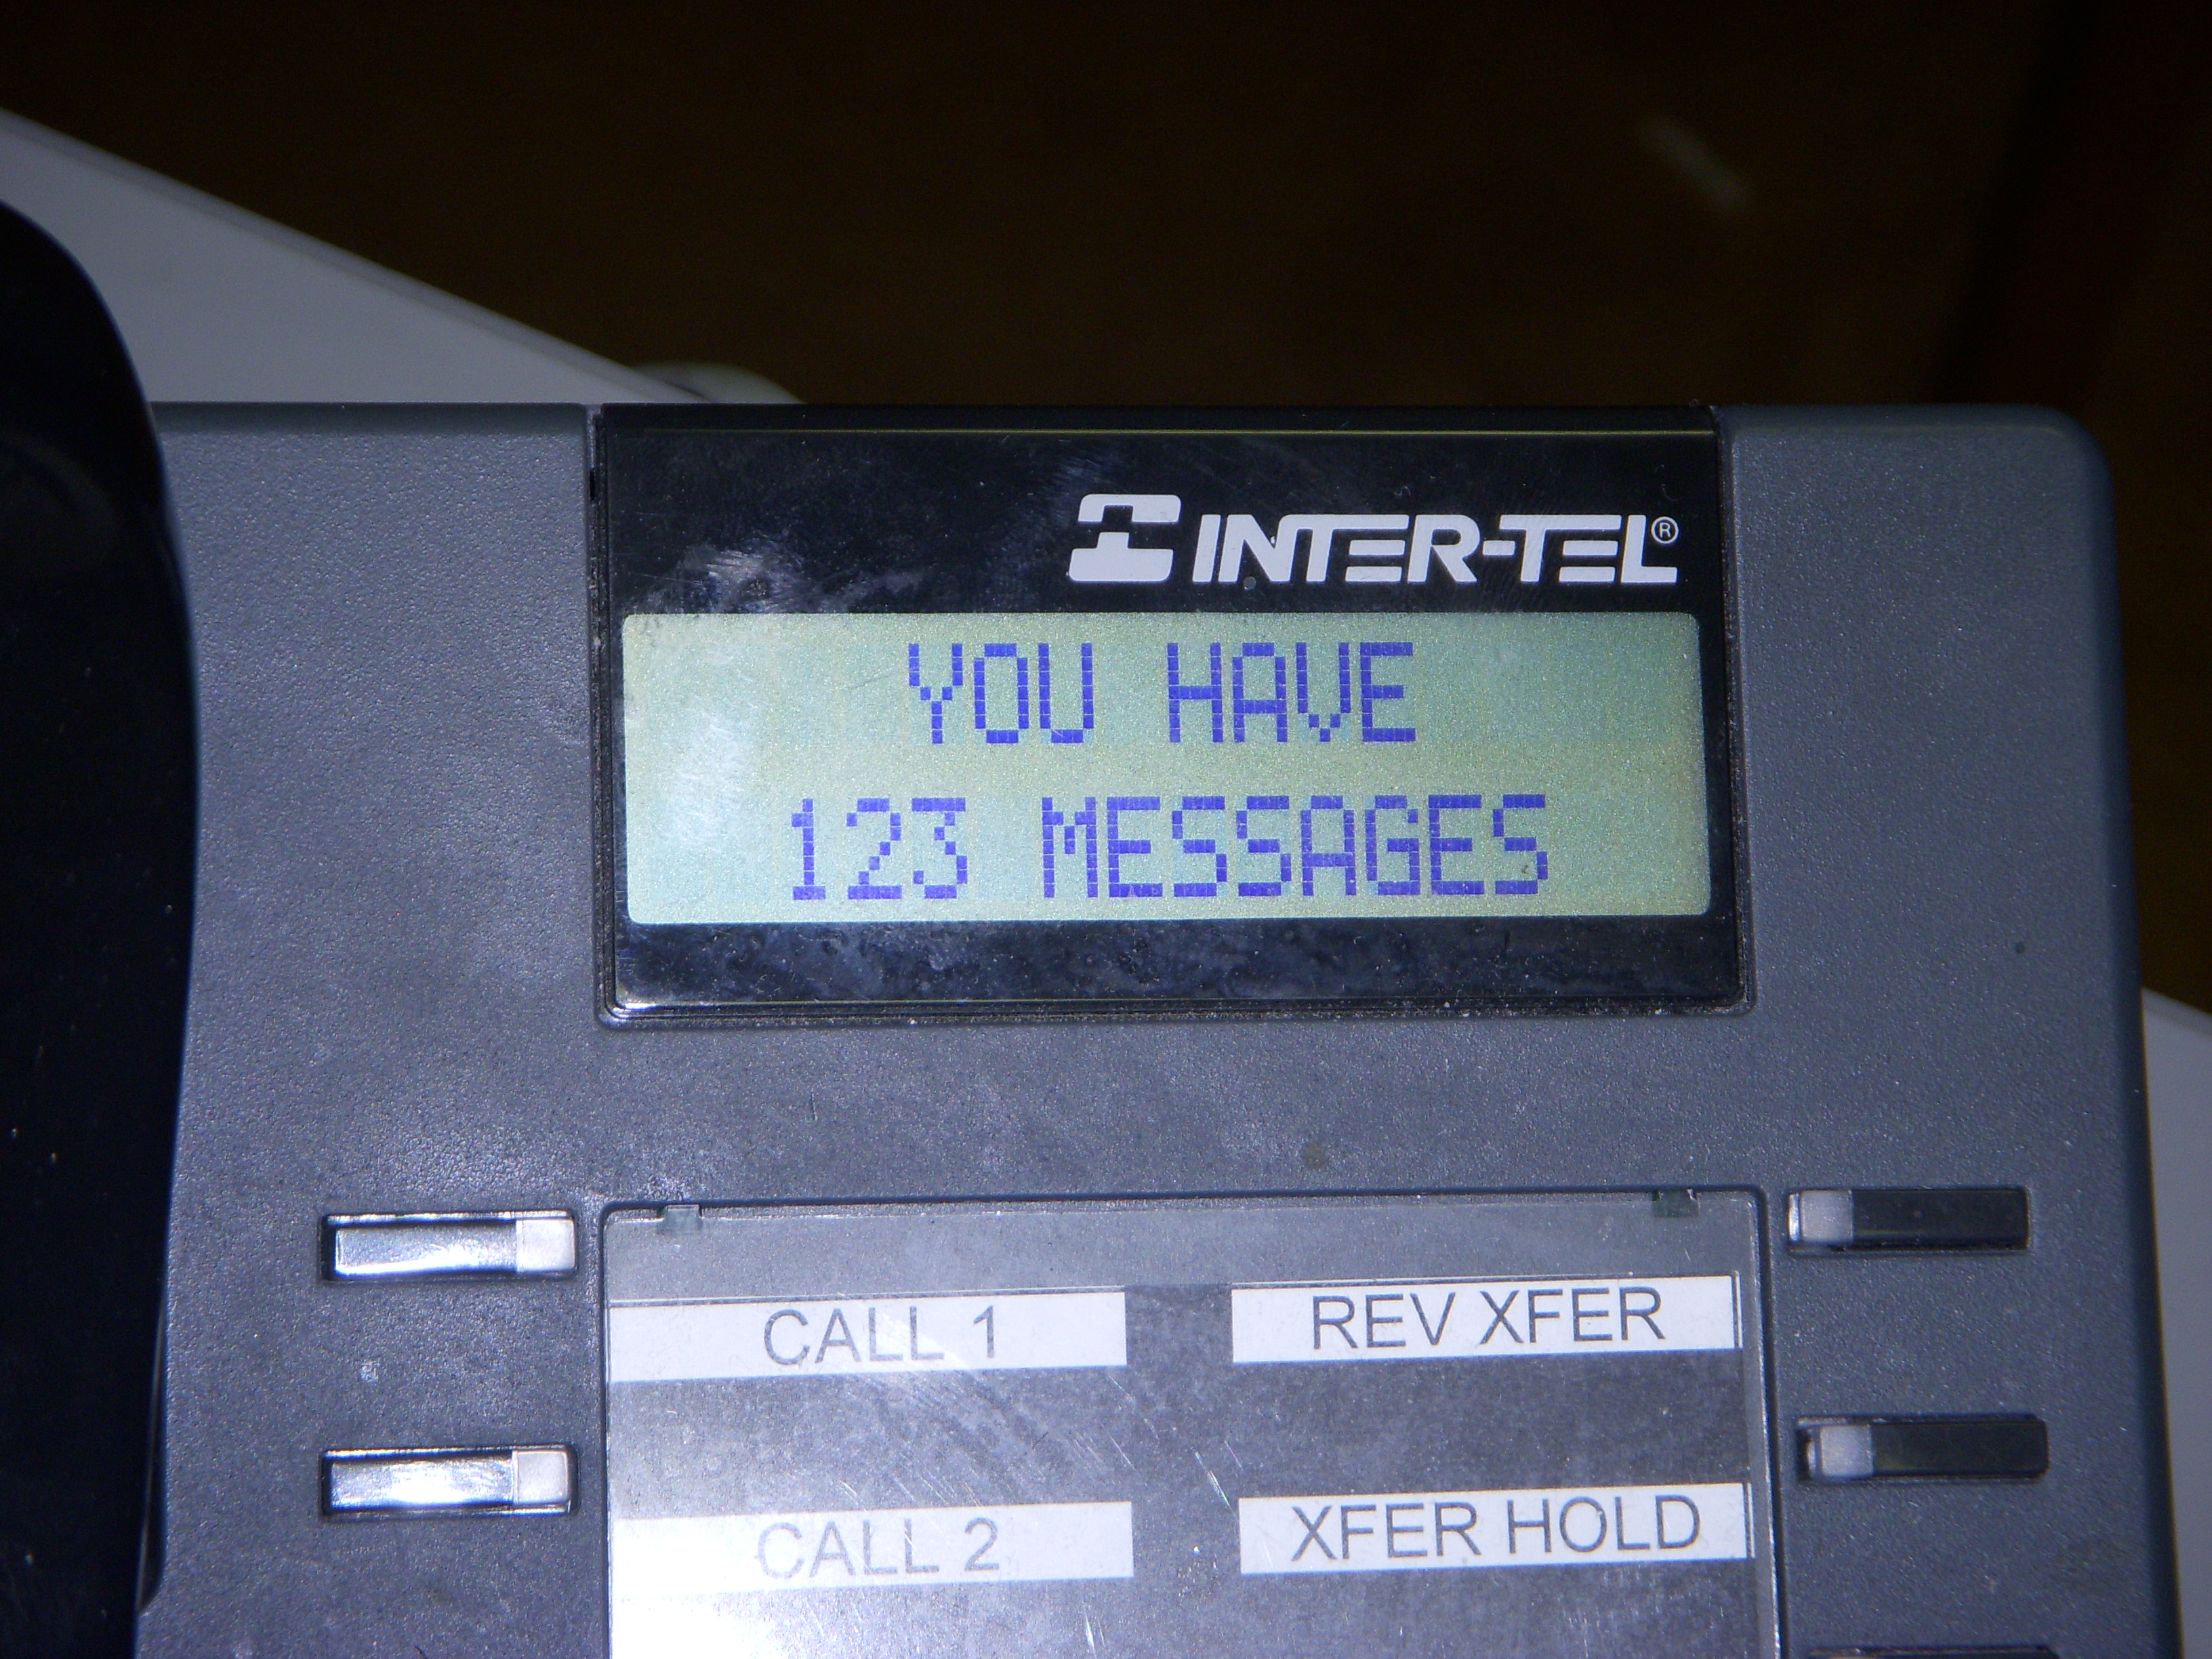 INTER-TEL®
YOU HAVE
123 MESSAGES
CALL 1
REV XFER
CALL 2
XFER HOLD